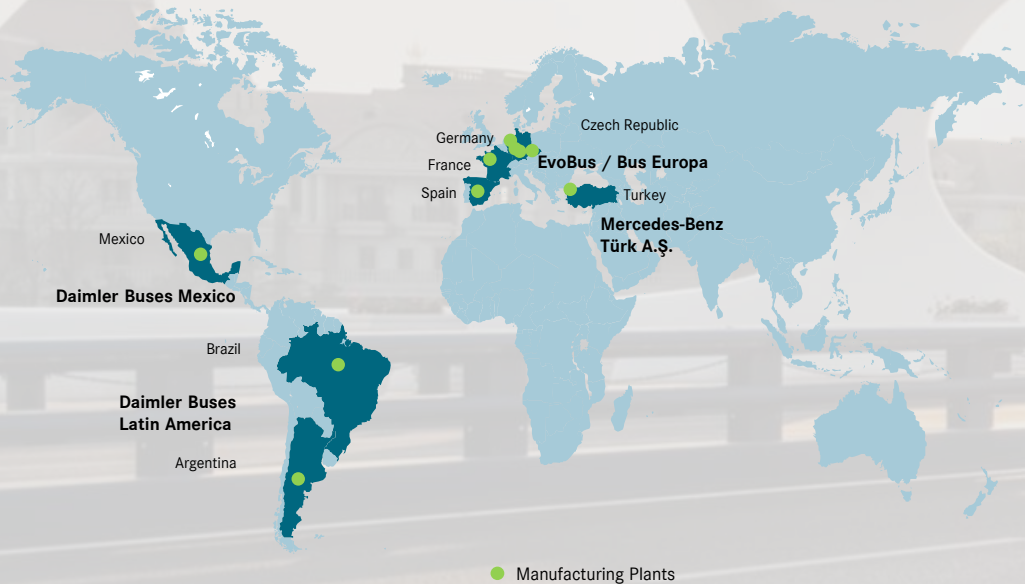 Germany
Czech Republic
France
EvoBus / Bus Europa
Spain
Turkey
Mercedes-Benz
Türk A.Ş.
Mexico
Daimler Buses Mexico
Brazil
Daimler Buses
Latin America
Argentina
Manufacturing Plants